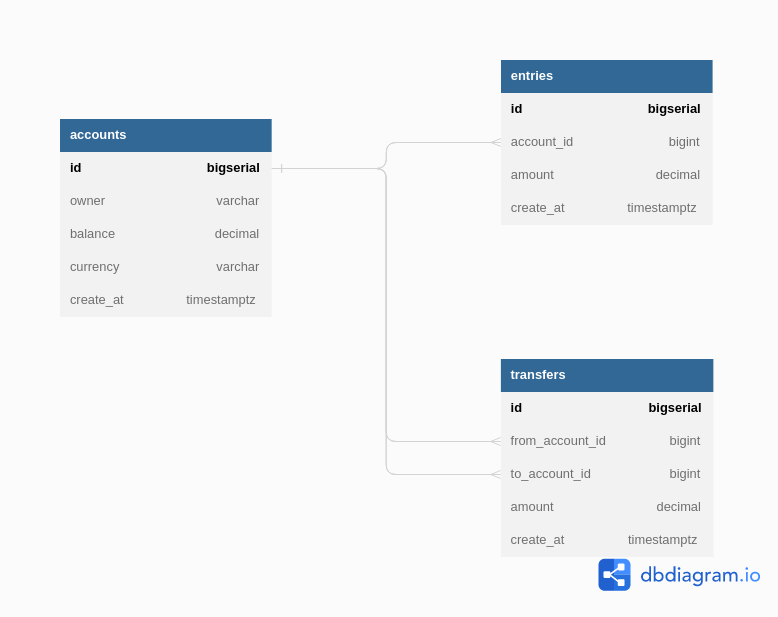 accounts
id bigserial
owner varchar
balance decimal
currency varchar
create_at timestamptz
entries
id bigserial
account_id bigint
amount decimal
create_at timestamptz
transfers
id bigserial
from_account_id bigint
to_account_id bigint
amount decimal
create_at timestamptz
dbdiagram.io